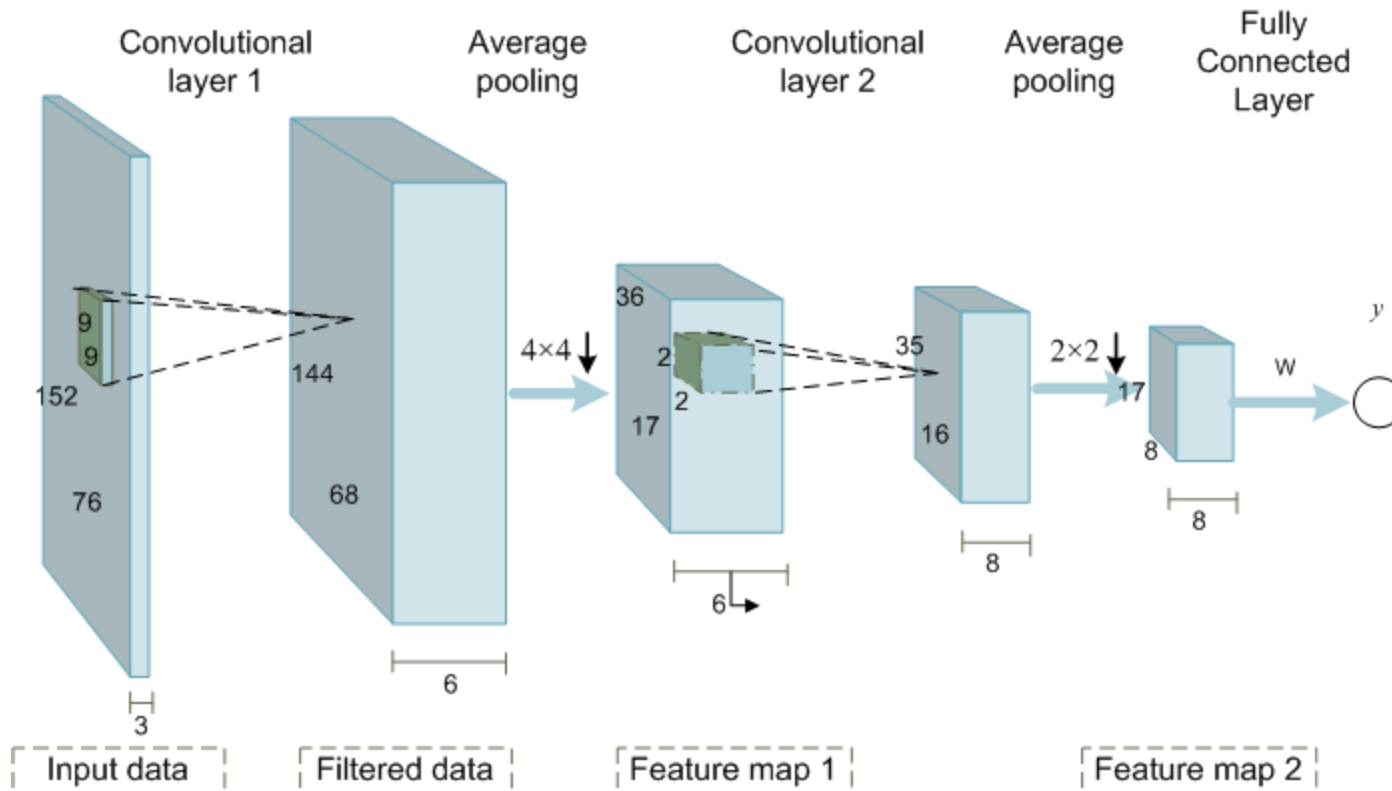 Convolutional
layer 1
Average
pooling
Convolutional
layer 2
Average
pooling
Fully
Connected
Layer
9
9
152
76
3
144
68
6
4×4
36
2
2
17
6
35
16
8
2×2
17
8
8
W
y
Input data
Filtered data
Feature map 1
Feature map 2